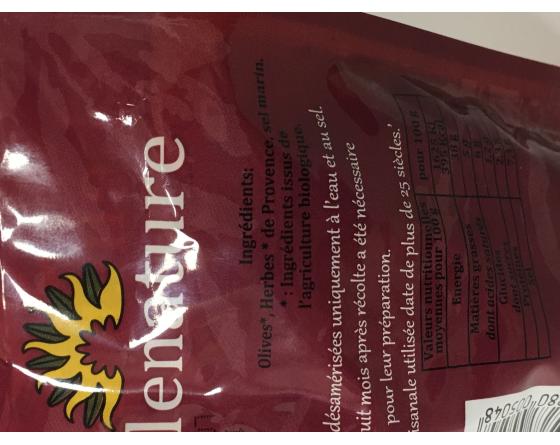 lenature
Ingrédients:
Olives*, Herbes * de Provence, sel marin.
* : Ingrédients issus de
l'agriculture biologique.
désamérisées uniquement à l'eau et au sel.
uit mois après récolte a été nécessaire
pour leur préparation.
isanale utilisée date de plus de 25 siècles.'
Valeurs nutritionnelles
moyennes pour 100 g
pour 100 g
Energie
Matières grasses
dont acides saturés